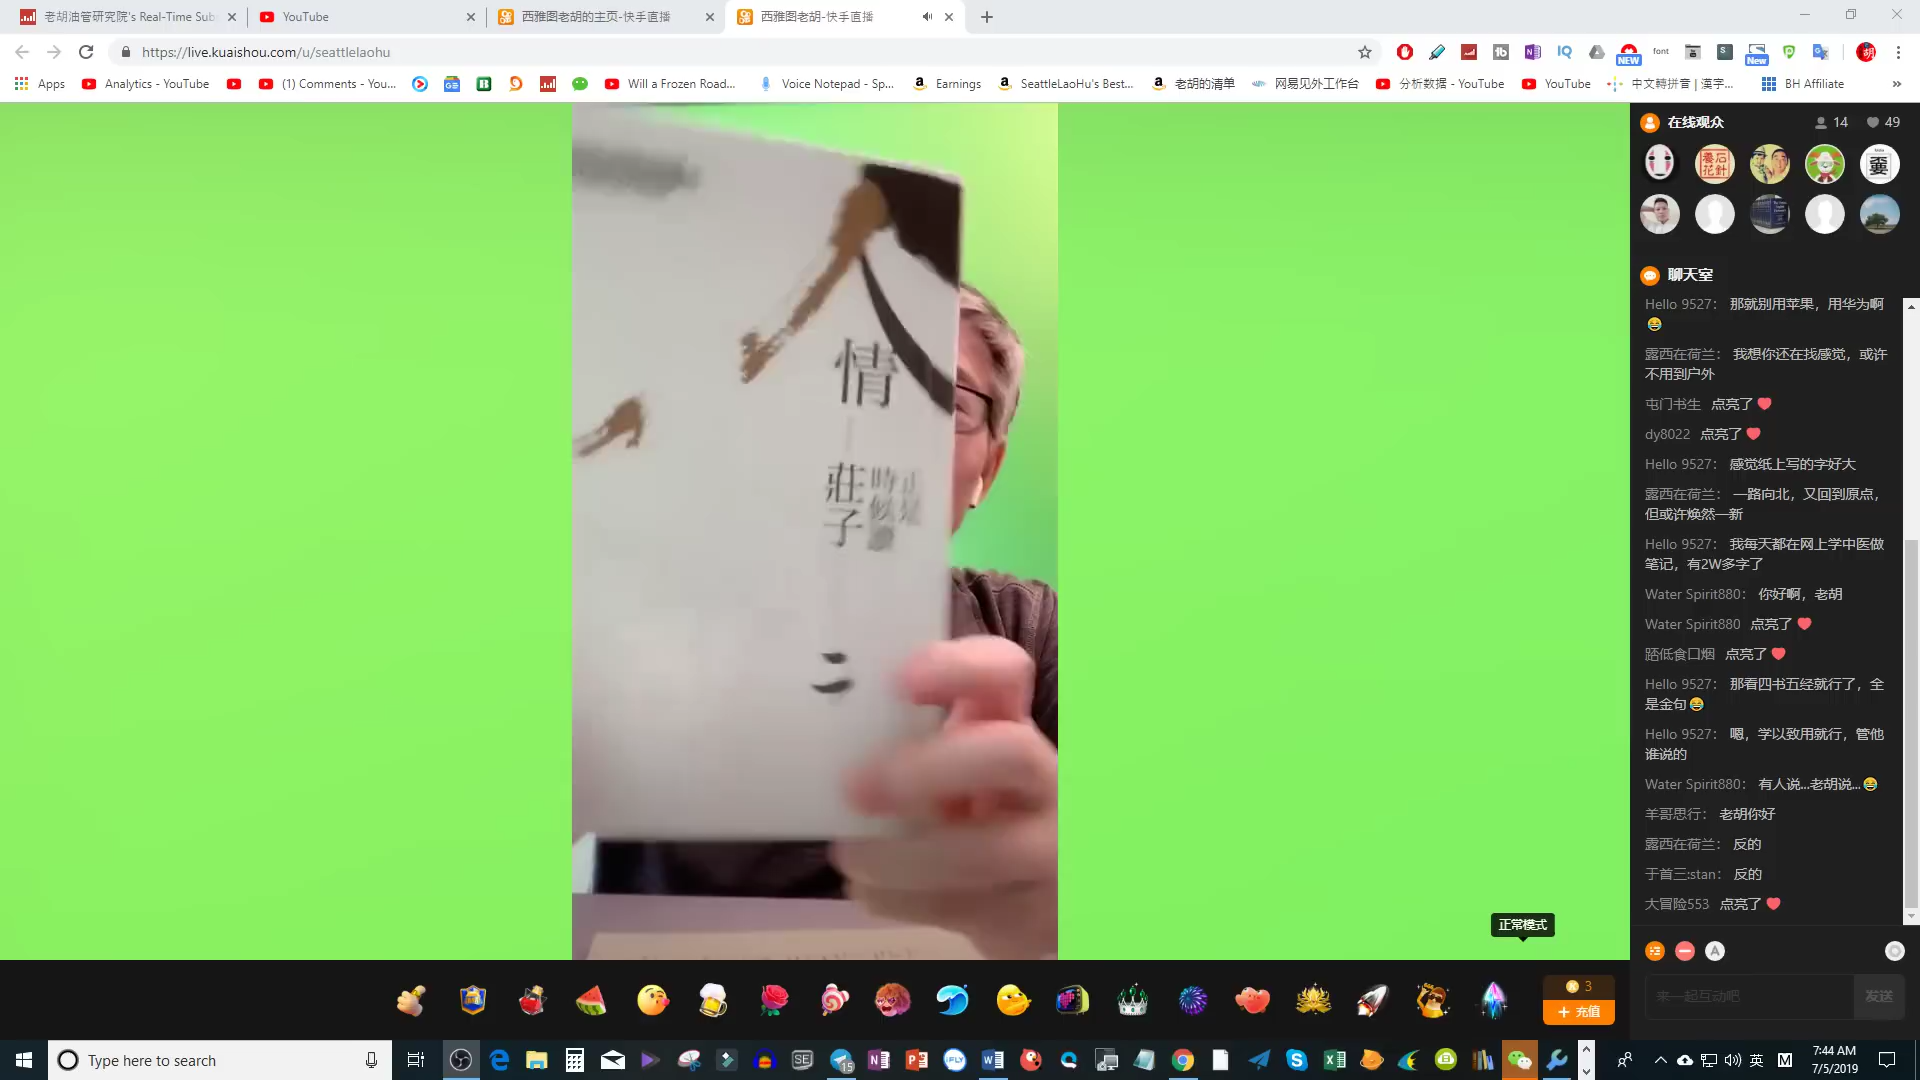 老胡油管研究院's Real-Time Sub
YouTube
西雅图老胡的主页-快手直播
西雅图老胡-快手直播
https://live.kuaishou.com/u/seattlelaohu
font
NEW
New
Apps
Analytics - YouTube
(1) Comments - You...
Will a Frozen Road...
Voice Notepad - Sp...
Earnings
SeattleLaoHu's Best...
老胡的清单
网易见外工作台
分析数据 - YouTube
YouTube
中文轉拼音 | 漢字...
BH Affiliate
情
正是
時候
莊子
二
正常模式
在线观众
14
49
聊天室
Hello 9527： 那就别用苹果，用华为啊
😂
露西在荷兰： 我想你还在找感觉，或许
不用到户外
屯门书生 点亮了
dy8022 点亮了
Hello 9527： 感觉纸上写的字好大
露西在荷兰： 一路向北，又回到原点，
但或许焕然一新
Hello 9527： 我每天都在网上学中医做
笔记，有2W多字了
Water Spirit880： 你好啊，老胡
Water Spirit880 点亮了
点亮了
Hello 9527： 那看四书五经就行了，全
是金句😂
Hello 9527： 嗯，学以致用就行，管他
谁说的
Water Spirit880： 有人说...老胡说...😂
羊哥思行： 老胡你好
露西在荷兰： 反的
于首三:stan： 反的
大冒险553 点亮了
来一起互动吧
发送
3
+ 充值
Type here to search
15
英
M
7:44 AM
7/5/2019